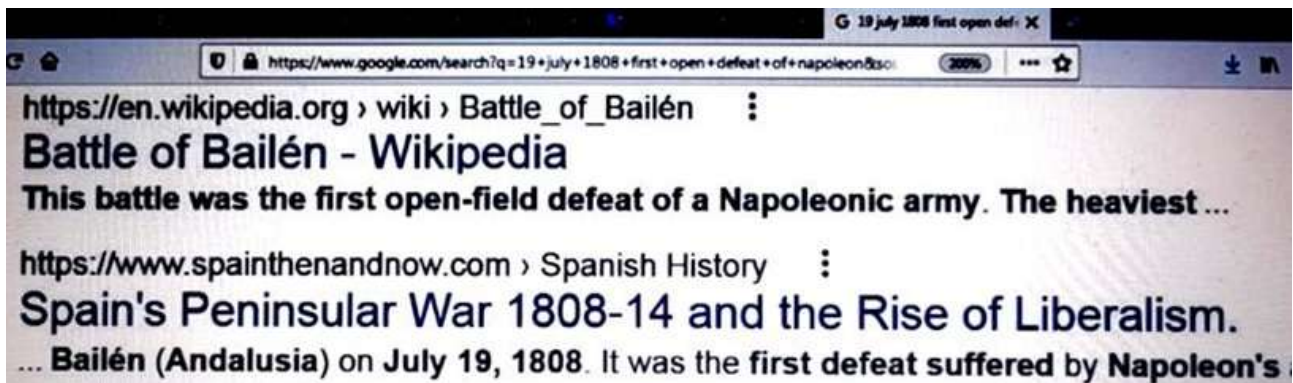 G 19 july 1808 first open def
https://www.google.com/search?q=19+july+1808+first+open+defeat+of+napoleon&so
200%
https://en.wikipedia.org › wiki › Battle_of_Bailén
Battle of Bailén - Wikipedia
This battle was the first open-field defeat of a Napoleonic army. The heaviest ...
https://www.spainthenandnow.com › Spanish History
Spain's Peninsular War 1808-14 and the Rise of Liberalism.
... Bailén (Andalusia) on July 19, 1808. It was the first defeat suffered by Napoleon's